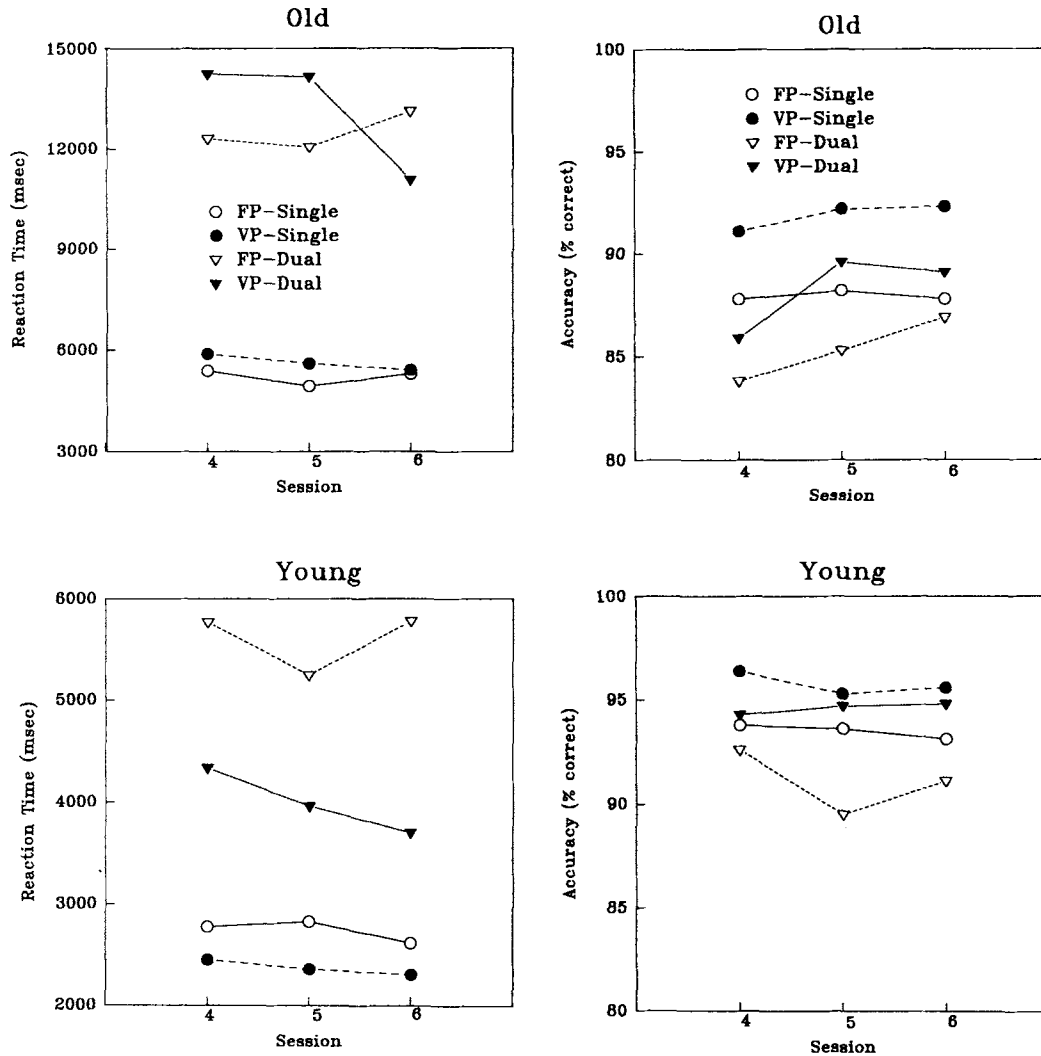 Old
15000
12000
9000
6000
3000
Reaction Time (msec)
FP-Single
VP-Single
FP-Dual
VP-Dual
4 5 6
Session
Old
100
95
90
85
80
Accuracy (% correct)
FP-Single
VP-Single
FP-Dual
VP-Dual
4 5 6
Session
Young
6000
5000
4000
3000
2000
Reaction Time (msec)
4 5 6
Session
Young
100
95
90
85
80
Accuracy (% correct)
4 5 6
Session